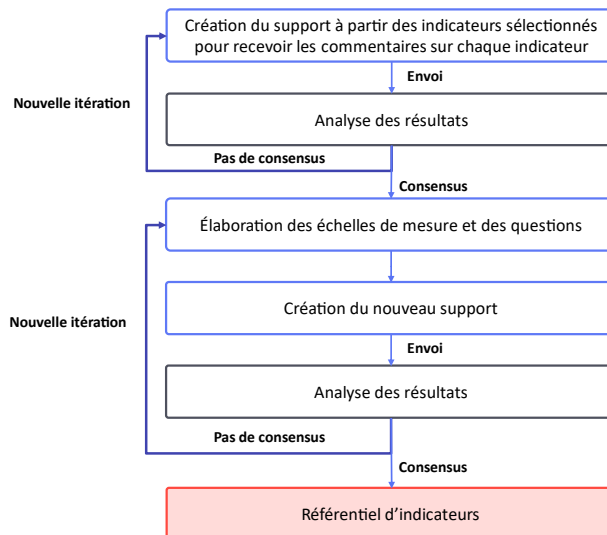 Création du support à partir des indicateurs sélectionnés
pour recevoir les commentaires sur chaque indicateur
Envoi
Nouvelle itération
Analyse des résultats
Pas de consensus
Consensus
Élaboration des échelles de mesure et des questions
Création du nouveau support
Nouvelle itération
Envoi
Analyse des résultats
Pas de consensus
Consensus
Référentiel d'indicateurs